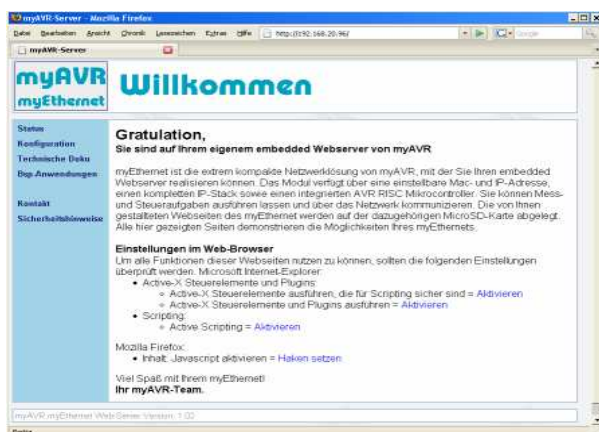 myAVR-Server - Mozilla Firefox
Datei Bearbeiten Ansicht Chronik Lesezeichen Extras Hilfe http://192.168.20.96/ Google
myAVR-Server
myAVR
myEthernet
Willkommen
Status
Konfiguration
Technische Doku
Bsp.Anwendungen
Kontakt
Sicherheitshinweise
Gratulation,
Sie sind auf Ihrem eigenem embedded Webserver von myAVR
myEthernet ist die extrem kompakte Netzwerklösung von myAVR, mit der Sie Ihren embedded
Webserver realisieren können. Das Modul verfügt über eine einstellbare Mac- und IP-Adresse,
einen kompletten IP-Stack sowie einen integrierten AVR RISC Mikrocontroller. Sie können Mess-
und Steueraufgaben ausführen lassen und über das Netzwerk kommunizieren. Die von Ihnen
gestallteten Webseiten des myEthernet werden auf der dazugehörigen MicroSD-Karte abgelegt.
Alle hier gezeigten Seiten demonstrieren die Möglichkeiten Ihres myEthernets.
Einstellungen im Web-Browser
Um alle Funktionen dieser Webseiten nutzen zu können, sollten die folgenden Einstellungen
überprüft werden. Microsoft Internet-Explorer:
• Active-X Steuerelemente und Plugins:
Active-X Steuerelemente ausführen, die für Scripting sicher sind = Aktivieren
Active-X Steuerelemente und Plugins ausführen = Aktivieren
• Scripting:
Active Scripting = Aktivieren
Mozilla Firefox:
• Inhalt: Javascript aktivieren = Haken setzen
Viel Spaß mit Ihrem myEthernet!
Ihr myAVR-Team.
myAVR myEthernet Web Server Version: 1.00
Fertig